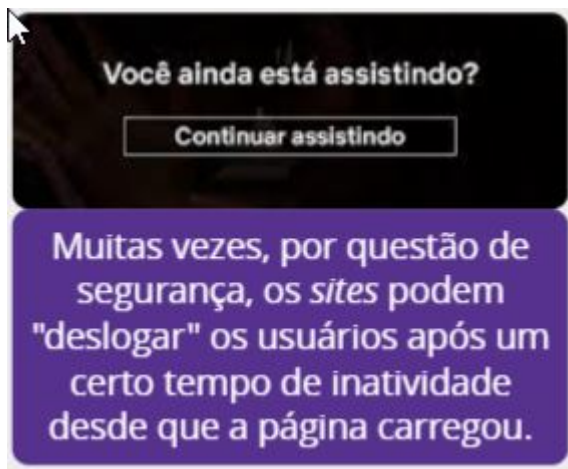 Você ainda está assistindo?
Continuar assistindo
Muitas vezes, por questão de
segurança, os sites podem
"deslogar" os usuários após um
certo tempo de inatividade
desde que a página carregou.